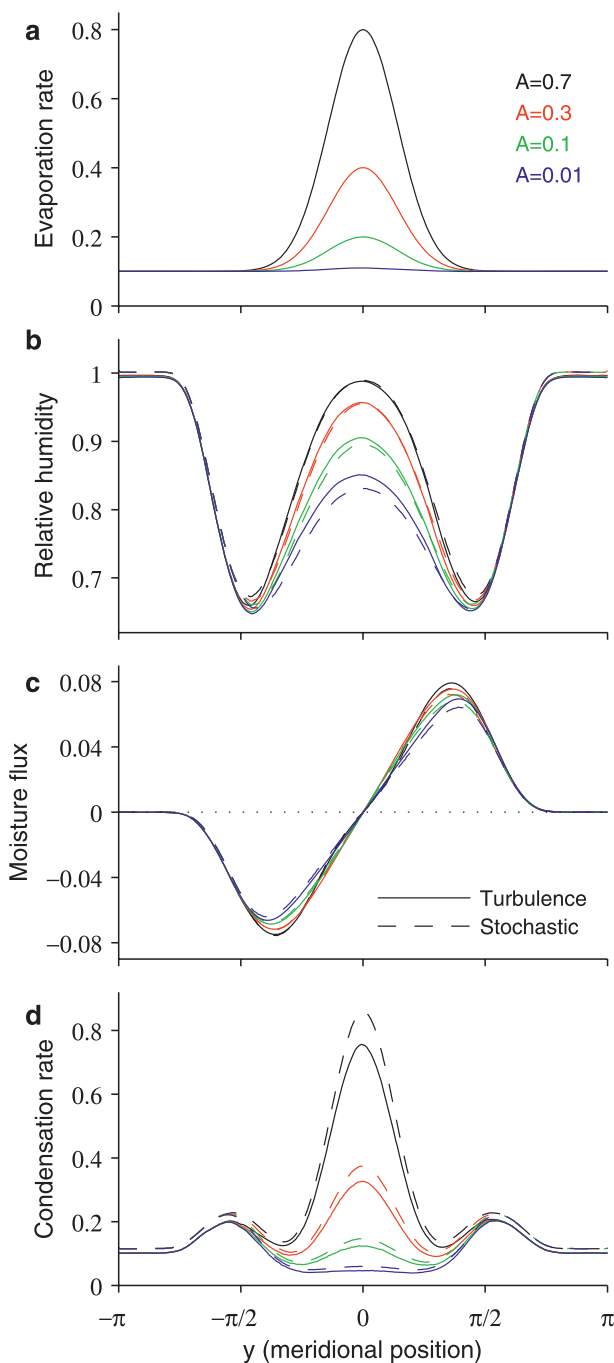 a
Evaporation rate
0.8
0.6
0.4
0.2
0
A=0.7
A=0.3
A=0.1
A=0.01
−π
−π/2
0
π/2
π
b
Relative humidity
1
0.9
0.8
0.7
c
Moisture flux
0.08
0.04
0
−0.04
−0.08
Turbulence
Stochastic
d
Condensation rate
0.8
0.6
0.4
0.2
0
−π
−π/2
0
π/2
π
y (meridional position)